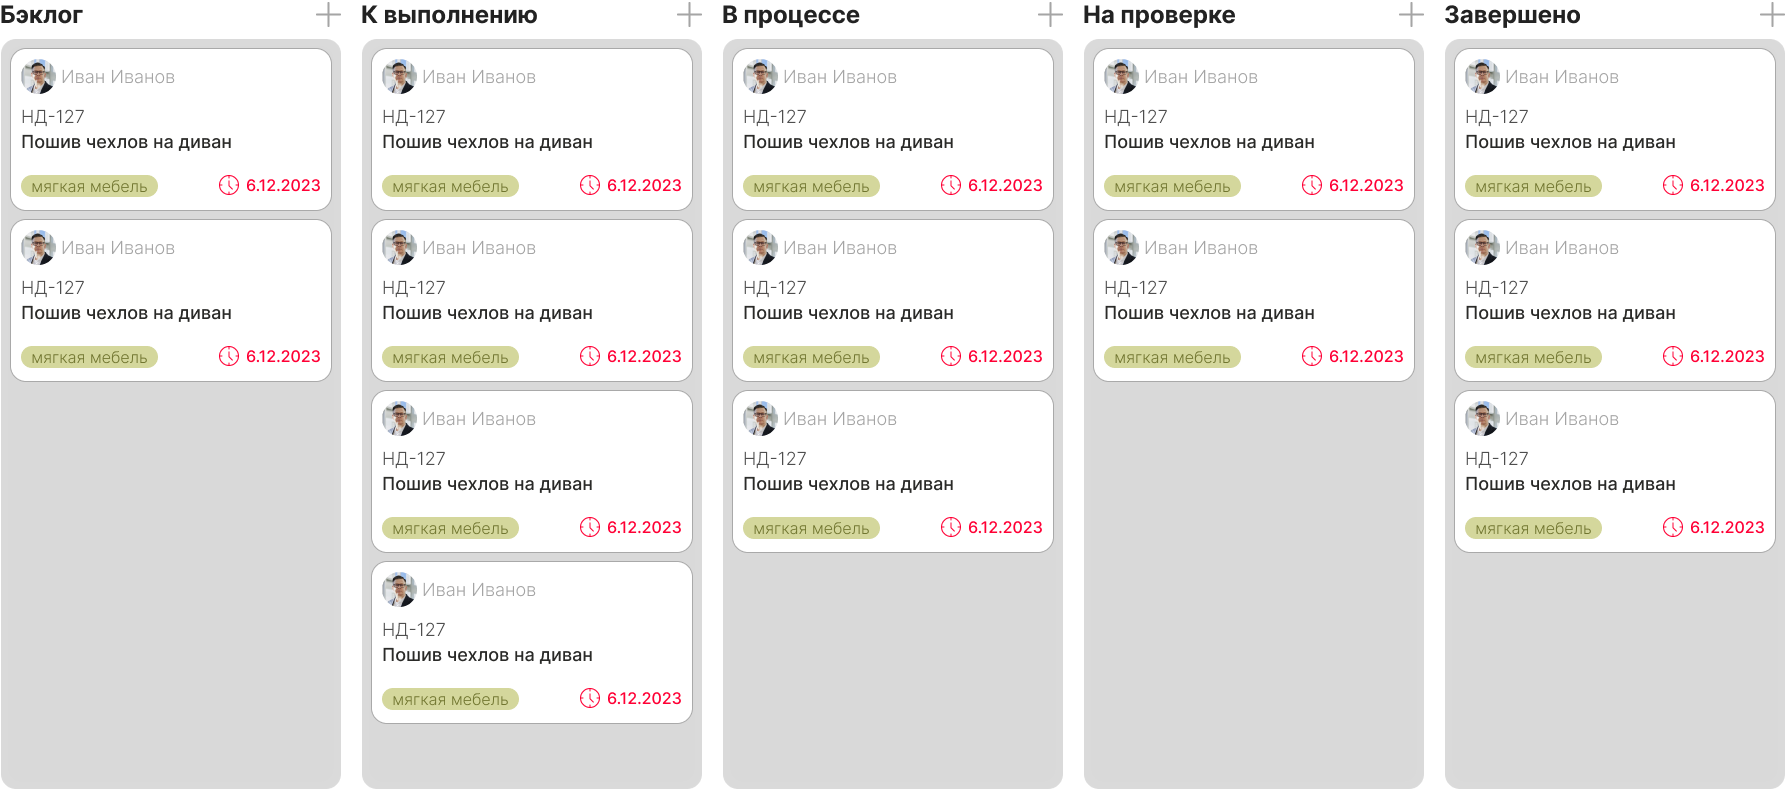 Бэклог
Иван Иванов
НД-127
Пошив чехлов на диван
мягкая мебель 6.12.2023
Иван Иванов
НД-127
Пошив чехлов на диван
мягкая мебель 6.12.2023
К выполнению
Иван Иванов
НД-127
Пошив чехлов на диван
мягкая мебель 6.12.2023
Иван Иванов
НД-127
Пошив чехлов на диван
мягкая мебель 6.12.2023
Иван Иванов
НД-127
Пошив чехлов на диван
мягкая мебель 6.12.2023
Иван Иванов
НД-127
Пошив чехлов на диван
мягкая мебель 6.12.2023
В процессе
Иван Иванов
НД-127
Пошив чехлов на диван
мягкая мебель 6.12.2023
Иван Иванов
НД-127
Пошив чехлов на диван
мягкая мебель 6.12.2023
Иван Иванов
НД-127
Пошив чехлов на диван
мягкая мебель 6.12.2023
На проверке
Иван Иванов
НД-127
Пошив чехлов на диван
мягкая мебель 6.12.2023
Иван Иванов
НД-127
Пошив чехлов на диван
мягкая мебель 6.12.2023
Завершено
Иван Иванов
НД-127
Пошив чехлов на диван
мягкая мебель 6.12.2023
Иван Иванов
НД-127
Пошив чехлов на диван
мягкая мебель 6.12.2023
Иван Иванов
НД-127
Пошив чехлов на диван
мягкая мебель 6.12.2023